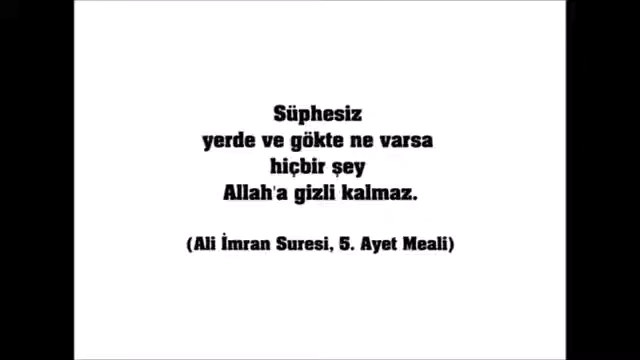 Süphesiz
yerde ve gökte ne varsa
hiçbir şey
Allah'a gizli kalmaz.
(Ali İmran Suresi, 5. Ayet Meali)